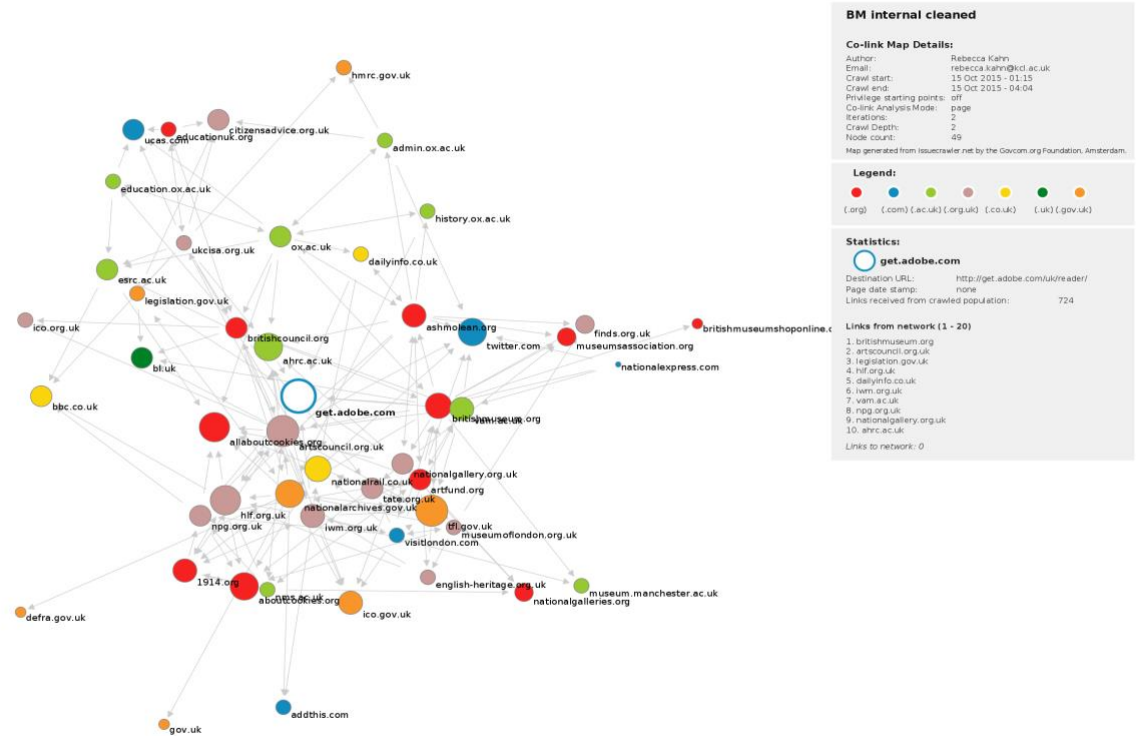 BM internal cleaned
Co-link Map Details:
Author: Rebecca Kahn
Email: rebecca.kahn@kcl.ac.uk
Crawl start: 15 Oct 2015 - 01:15
Crawl end: 15 Oct 2015 - 04:04
Privilege starting points: off
Co-link Analysis Mode: page
Iterations: 2
Crawl Depth: 2
Node count: 49
Map generated from Issuecrawler.net by the Govcom.org Foundation, Amsterdam.
Legend:
(.org) (.com) (.ac.uk) (.org.uk) (.co.uk) (.uk) (.gov.uk)
Statistics:
get.adobe.com
Destination URL: http://get.adobe.com/uk/reader/
Page date stamp: none
Links received from crawled population: 724
Links from network (1 - 20)
1. britishmuseum.org
2. artscouncil.org.uk
3. legislation.gov.uk
4. hlf.org.uk
5. dailyinfo.co.uk
6. iwm.org.uk
7. vam.ac.uk
8. npg.org.uk
9. nationalgallery.org.uk
10. ahrc.ac.uk
Links to network: 0
hmrc.gov.uk
citizensadvice.org.uk
educationuk.org
ucas.com
admin.ox.ac.uk
education.ox.ac.uk
history.ox.ac.uk
ukcisa.org.uk
ox.ac.uk
dailyinfo.co.uk
esrc.ac.uk
legislation.gov.uk
ico.org.uk
britishcouncil.org
ashmolean.org
twitter.com
finds.org.uk
museumsassociation.org
britishmuseumshoponline.c
ahrc.ac.uk
bl.uk
nationalexpress.com
bbc.co.uk
get.adobe.com
britishmuseum.org
vam.ac.uk
allaboutcookies.org
artscouncil.org.uk
nationalrail.co.uk
nationalgallery.org.uk
artfund.org
tate.org.uk
nationalarchives.gov.uk
hlf.org.uk
npg.org.uk
iwm.org.uk
tfl.gov.uk
museumoflondon.org.uk
visitlondon.com
1914.org
english-heritage.org.uk
nms.ac.uk
aboutcookies.org
nationalgalleries.org
museum.manchester.ac.uk
ico.gov.uk
defra.gov.uk
addthis.com
gov.uk